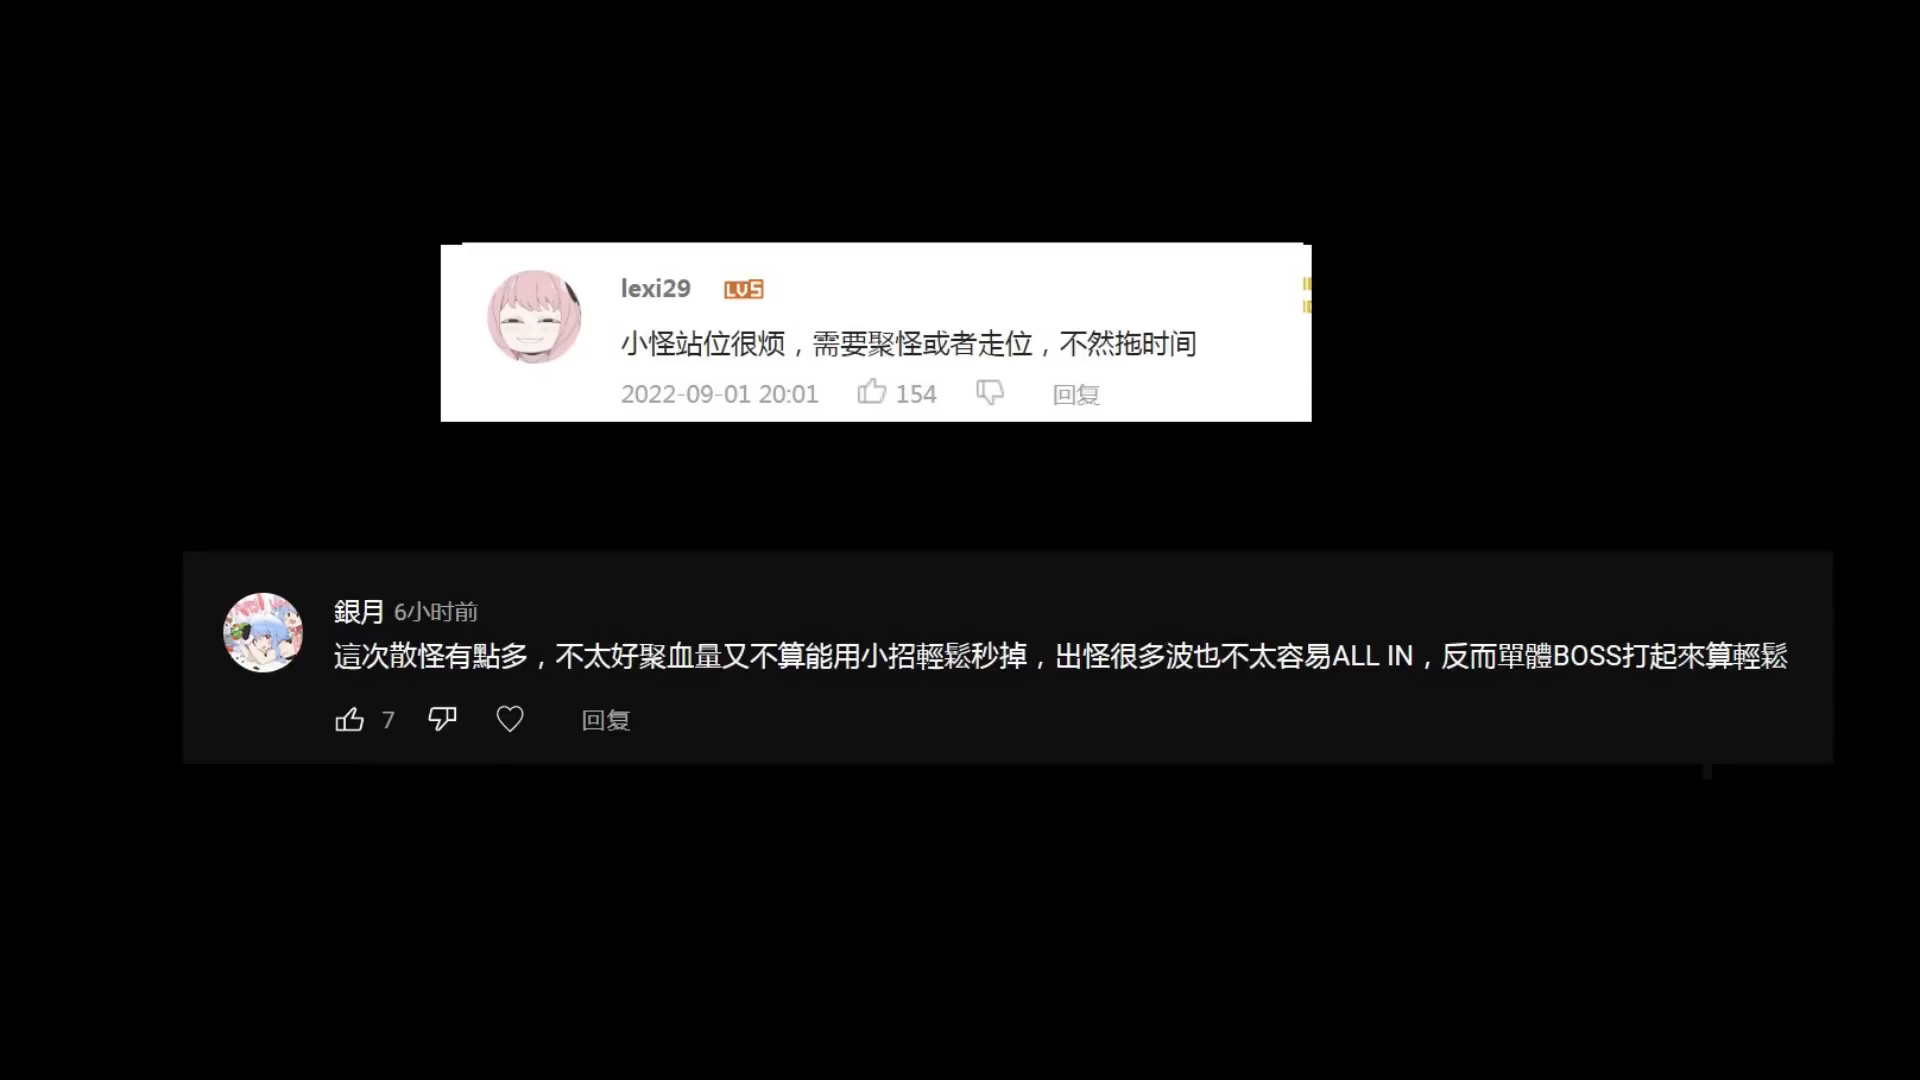 lexi29 LV5
小怪站位很烦，需要聚怪或者走位，不然拖时间
2022-09-01 20:01 154 回复
銀月 6小时前
這次散怪有點多，不太好聚血量又不算能用小招輕鬆秒掉，出怪很多波也不太容易ALL IN，反而單體BOSS打起來算輕鬆
7 回复